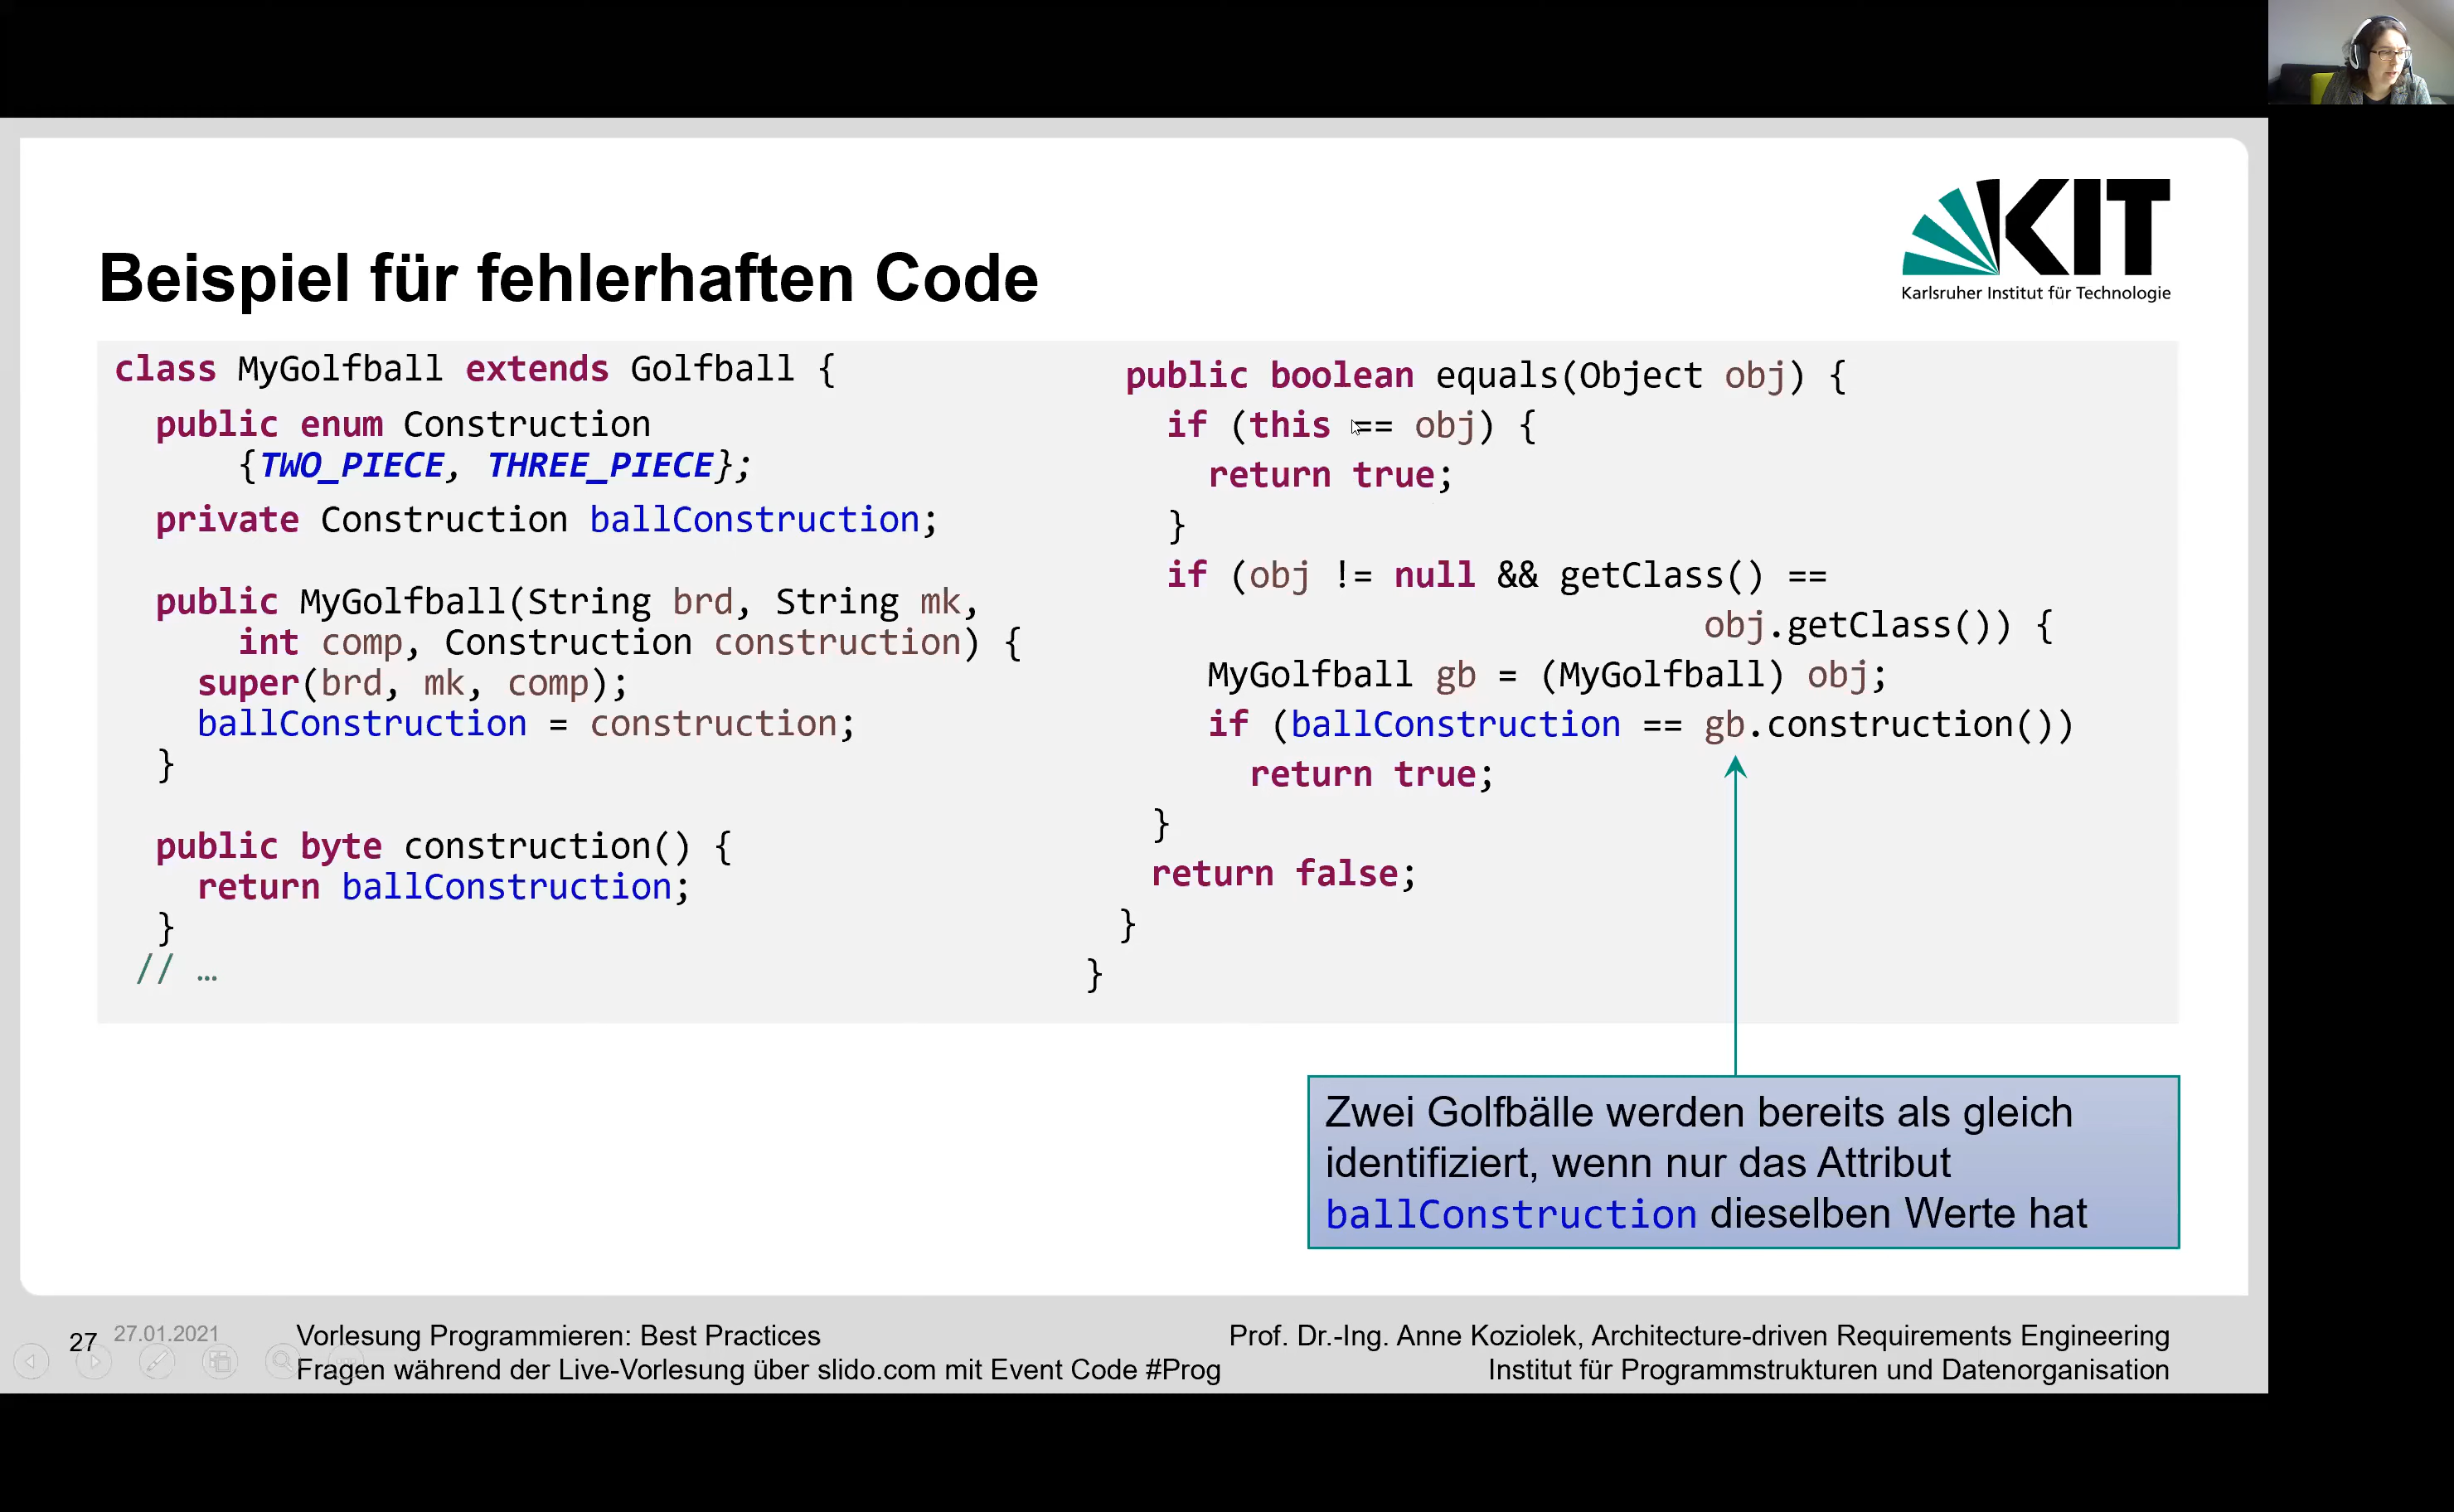 KIT
Karlsruher Institut für Technologie
Beispiel für fehlerhaften Code
class MyGolfball extends Golfball {
public enum Construction
{TWO_PIECE, THREE_PIECE};
private Construction ballConstruction;
public MyGolfball(String brd, String mk,
int comp, Construction construction) {
super(brd, mk, comp);
ballConstruction = construction;
}
public byte construction() {
return ballConstruction;
}
// …
public boolean equals(Object obj) {
if (this == obj) {
return true;
}
if (obj != null && getClass() ==
obj.getClass()) {
MyGolfball gb = (MyGolfball) obj;
if (ballConstruction == gb.construction())
return true;
}
return false;
}
}
Zwei Golfbälle werden bereits als gleich
identifiziert, wenn nur das Attribut
ballConstruction dieselben Werte hat
27 27.01.2021
Vorlesung Programmieren: Best Practices
Fragen während der Live-Vorlesung über slido.com mit Event Code #Prog
Prof. Dr.-Ing. Anne Koziolek, Architecture-driven Requirements Engineering
Institut für Programmstrukturen und Datenorganisation